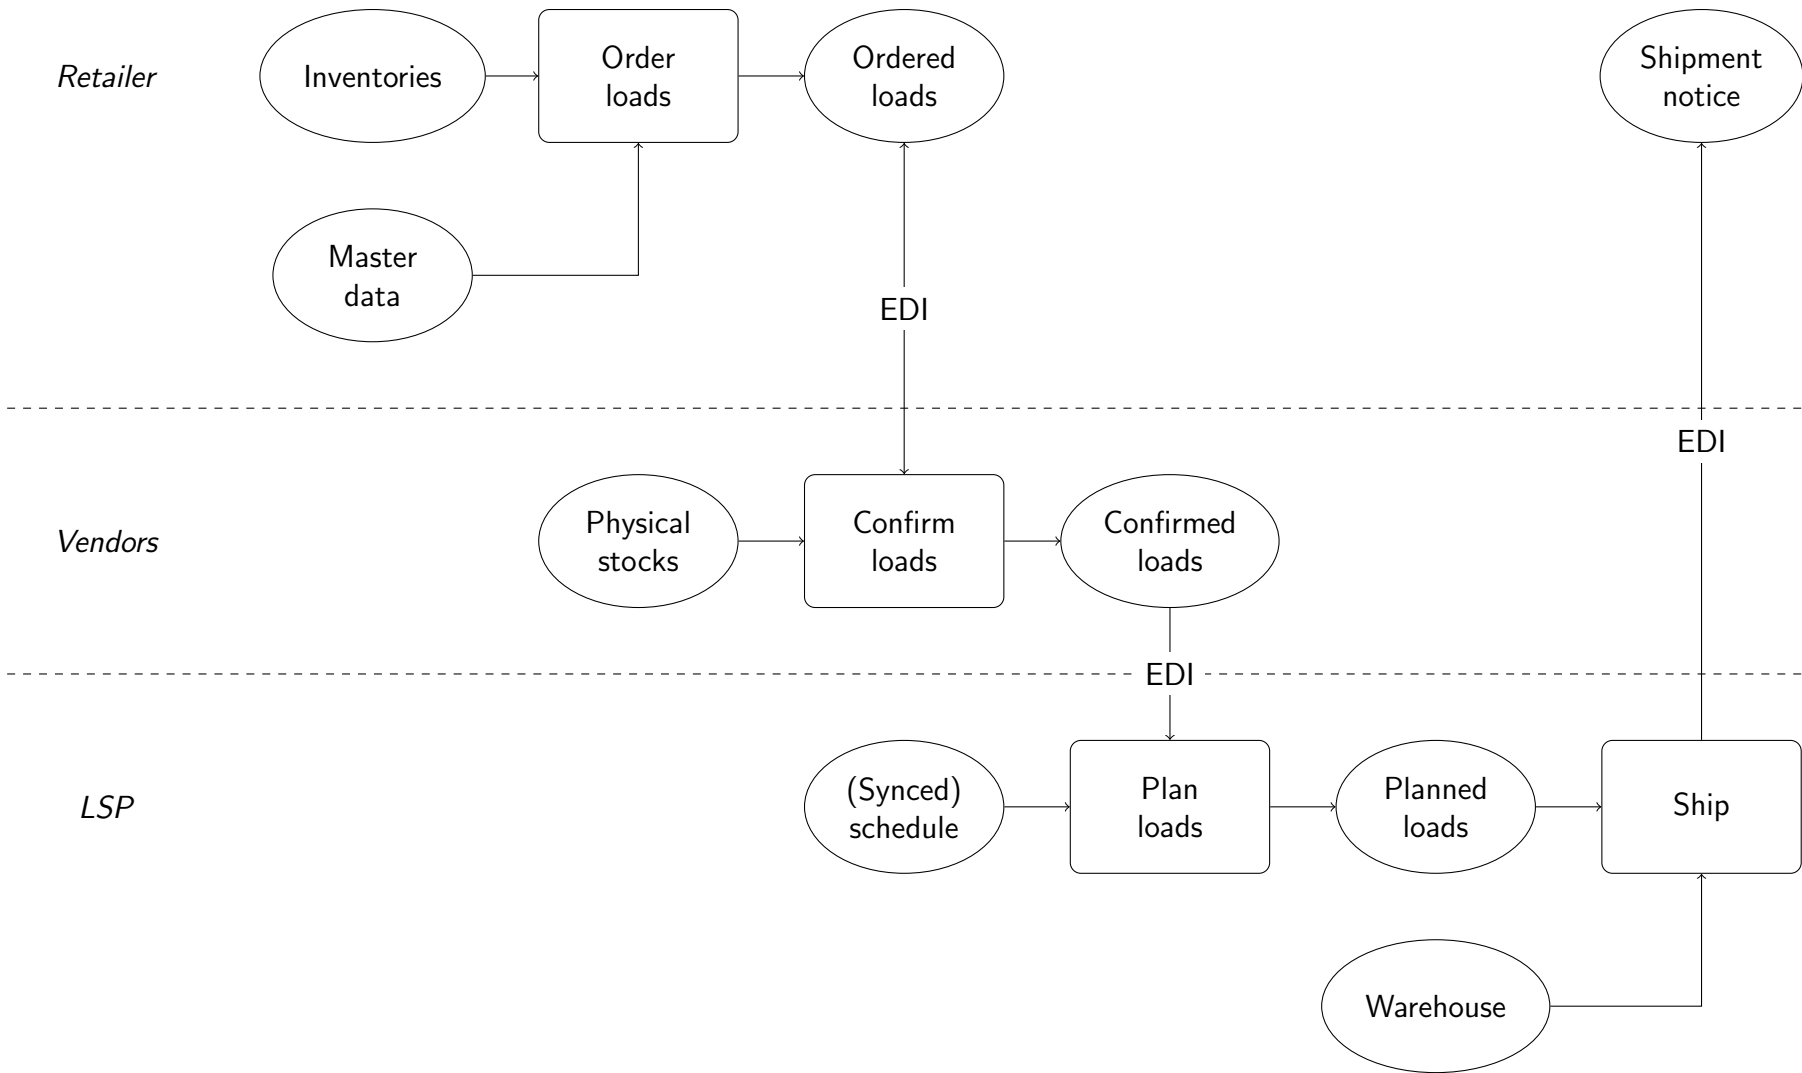 Retailer
Inventories
Order
loads
Ordered
loads
Shipment
notice
Master
data
EDI
EDI
Vendors
Physical
stocks
Confirm
loads
Confirmed
loads
EDI
LSP
(Synced)
schedule
Plan
loads
Planned
loads
Ship
Warehouse